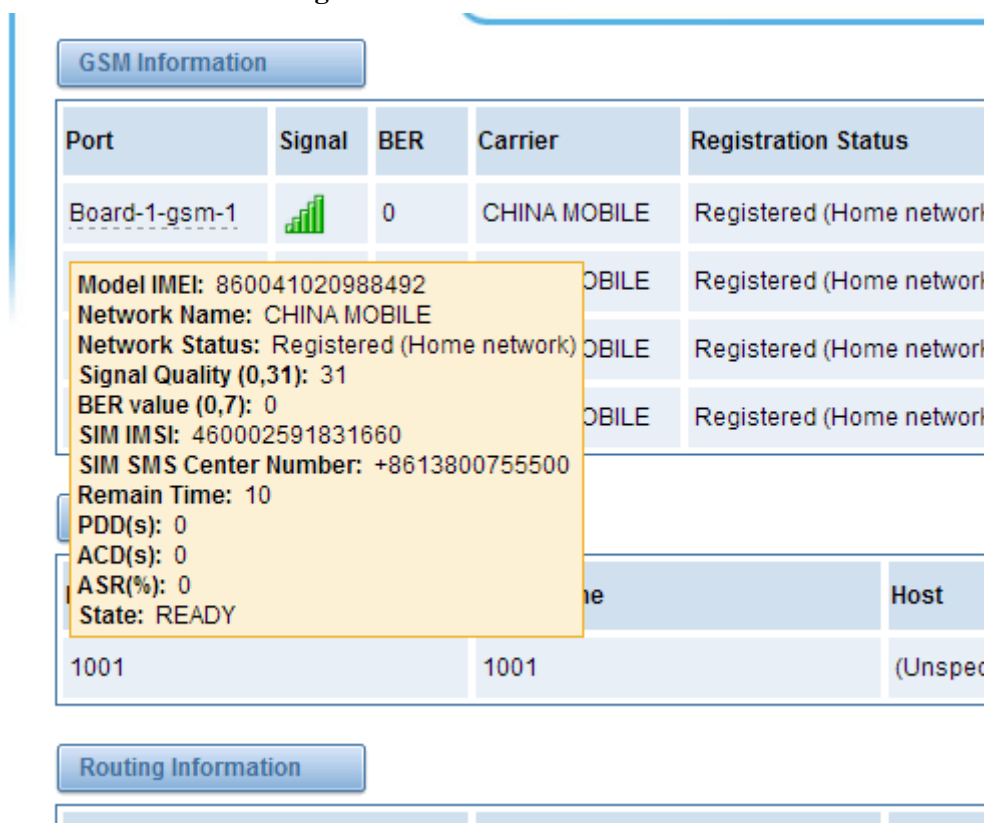 GSM Information
Port Signal BER Carrier Registration Status
Board-1-gsm-1 0 CHINA MOBILE Registered (Home network
Model IMEI: 860041020988492
Network Name: CHINA MOBILE
Network Status: Registered (Home network)
Signal Quality (0,31): 31
BER value (0,7): 0
SIM IMSI: 460002591831660
SIM SMS Center Number: +8613800755500
Remain Time: 10
PDD(s): 0
ACD(s): 0
ASR(%): 0
State: READY
OBILE Registered (Home network
OBILE Registered (Home network
OBILE Registered (Home network
Host
1001 1001 (Unspec
Routing Information